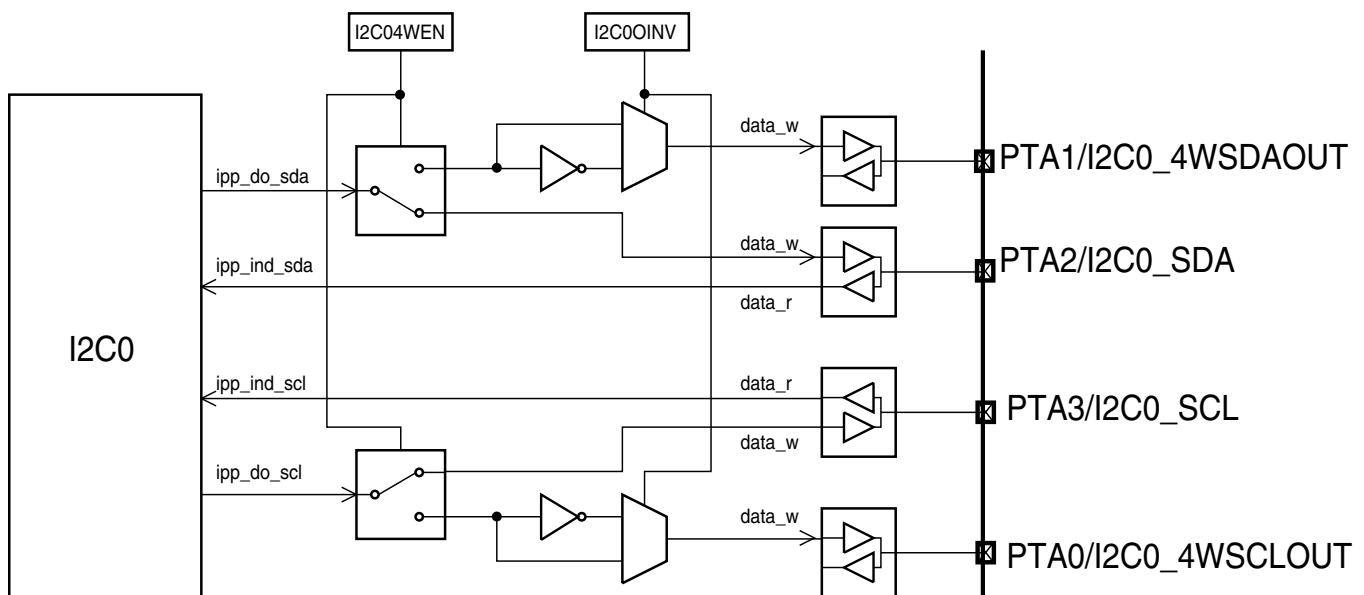 I2C04WEN
I2C0OINV
data_w
PTA1/I2C0_4WSDAOUT
ipp_do_sda
data_w
PTA2/I2C0_SDA
ipp_ind_sda
data_r
I2C0
ipp_ind_scl
data_r
PTA3/I2C0_SCL
data_w
ipp_do_scl
data_w
PTA0/I2C0_4WSCLOUT